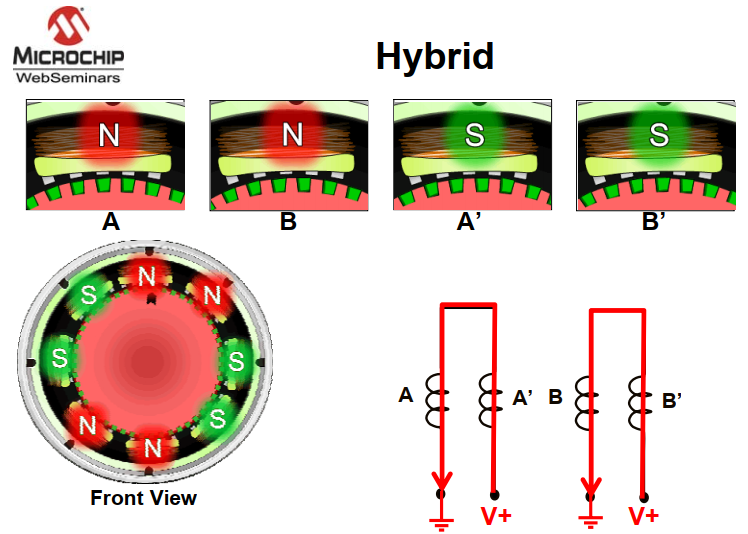 MICROCHIP
WebSeminars
Hybrid
N
N
S
S
A
B
A’
B’
N
S
N
S
S
N
S
N
Front View
A
A’
B
B’
V+
V+